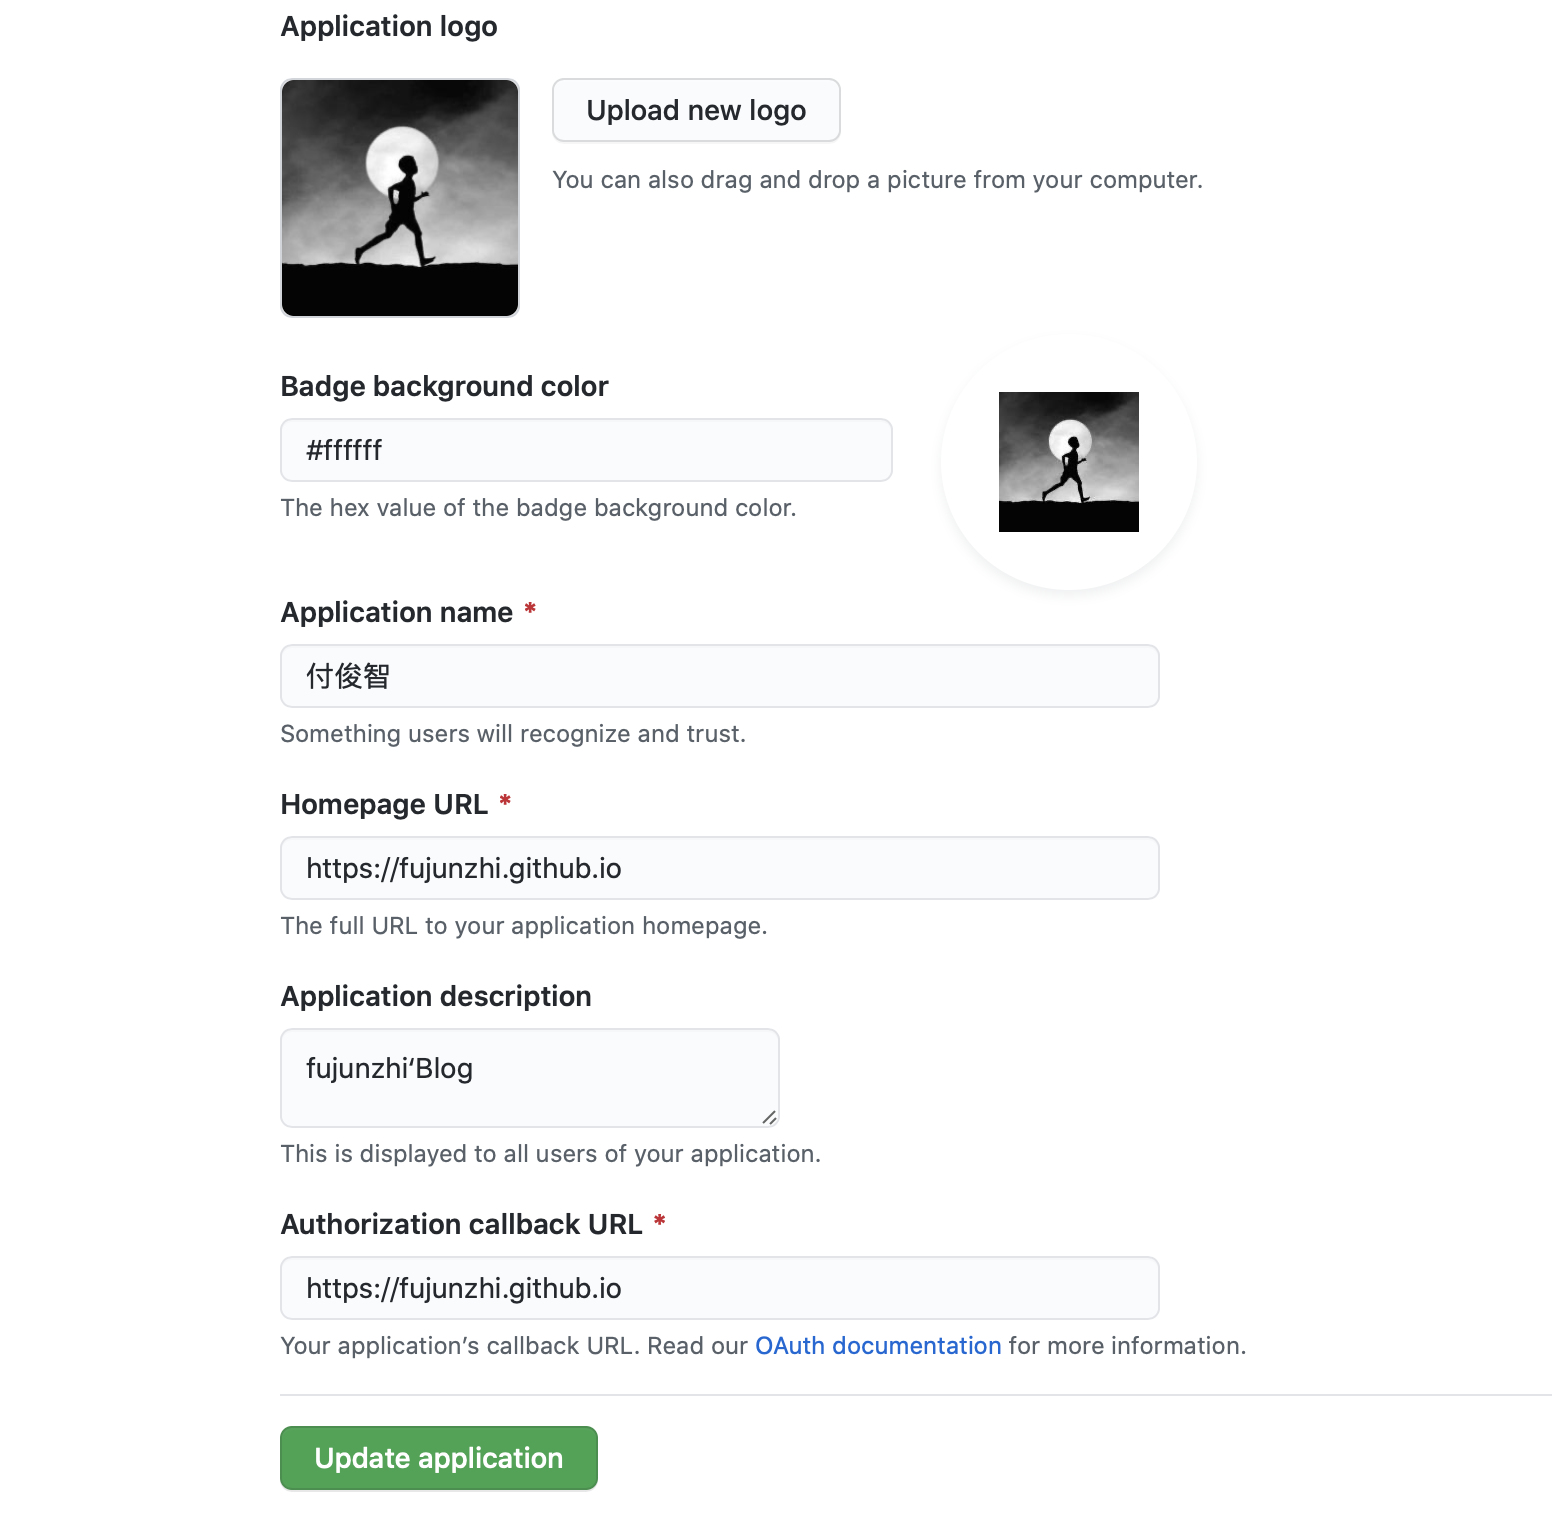 Application logo
Upload new logo
You can also drag and drop a picture from your computer.
Badge background color
#ffffff
The hex value of the badge background color.
Application name *
付俊智
Something users will recognize and trust.
Homepage URL *
https://fujunzhi.github.io
The full URL to your application homepage.
Application description
fujunzhi‘Blog
This is displayed to all users of your application.
Authorization callback URL *
https://fujunzhi.github.io
Your application’s callback URL. Read our OAuth documentation for more information.
Update application